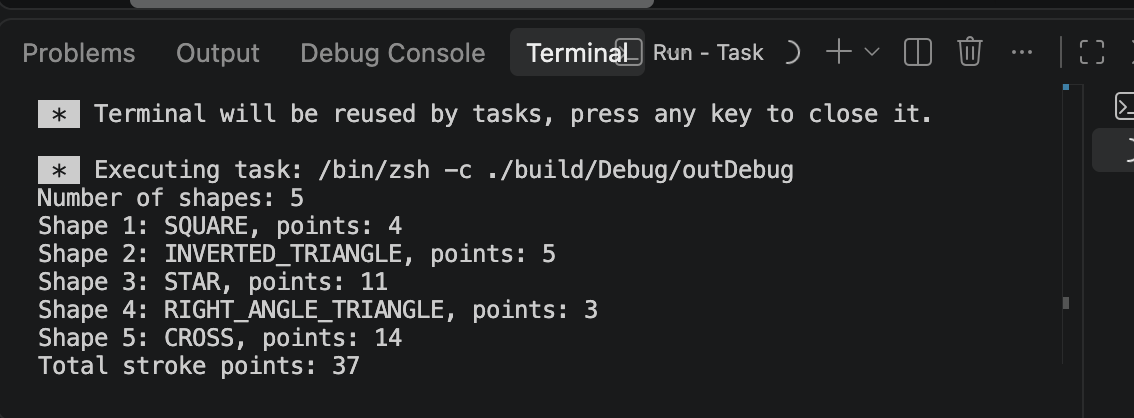 Problems Output Debug Console Terminal Run - Task
* Terminal will be reused by tasks, press any key to close it.
* Executing task: /bin/zsh -c ./build/Debug/outDebug
Number of shapes: 5
Shape 1: SQUARE, points: 4
Shape 2: INVERTED_TRIANGLE, points: 5
Shape 3: STAR, points: 11
Shape 4: RIGHT_ANGLE_TRIANGLE, points: 3
Shape 5: CROSS, points: 14
Total stroke points: 37